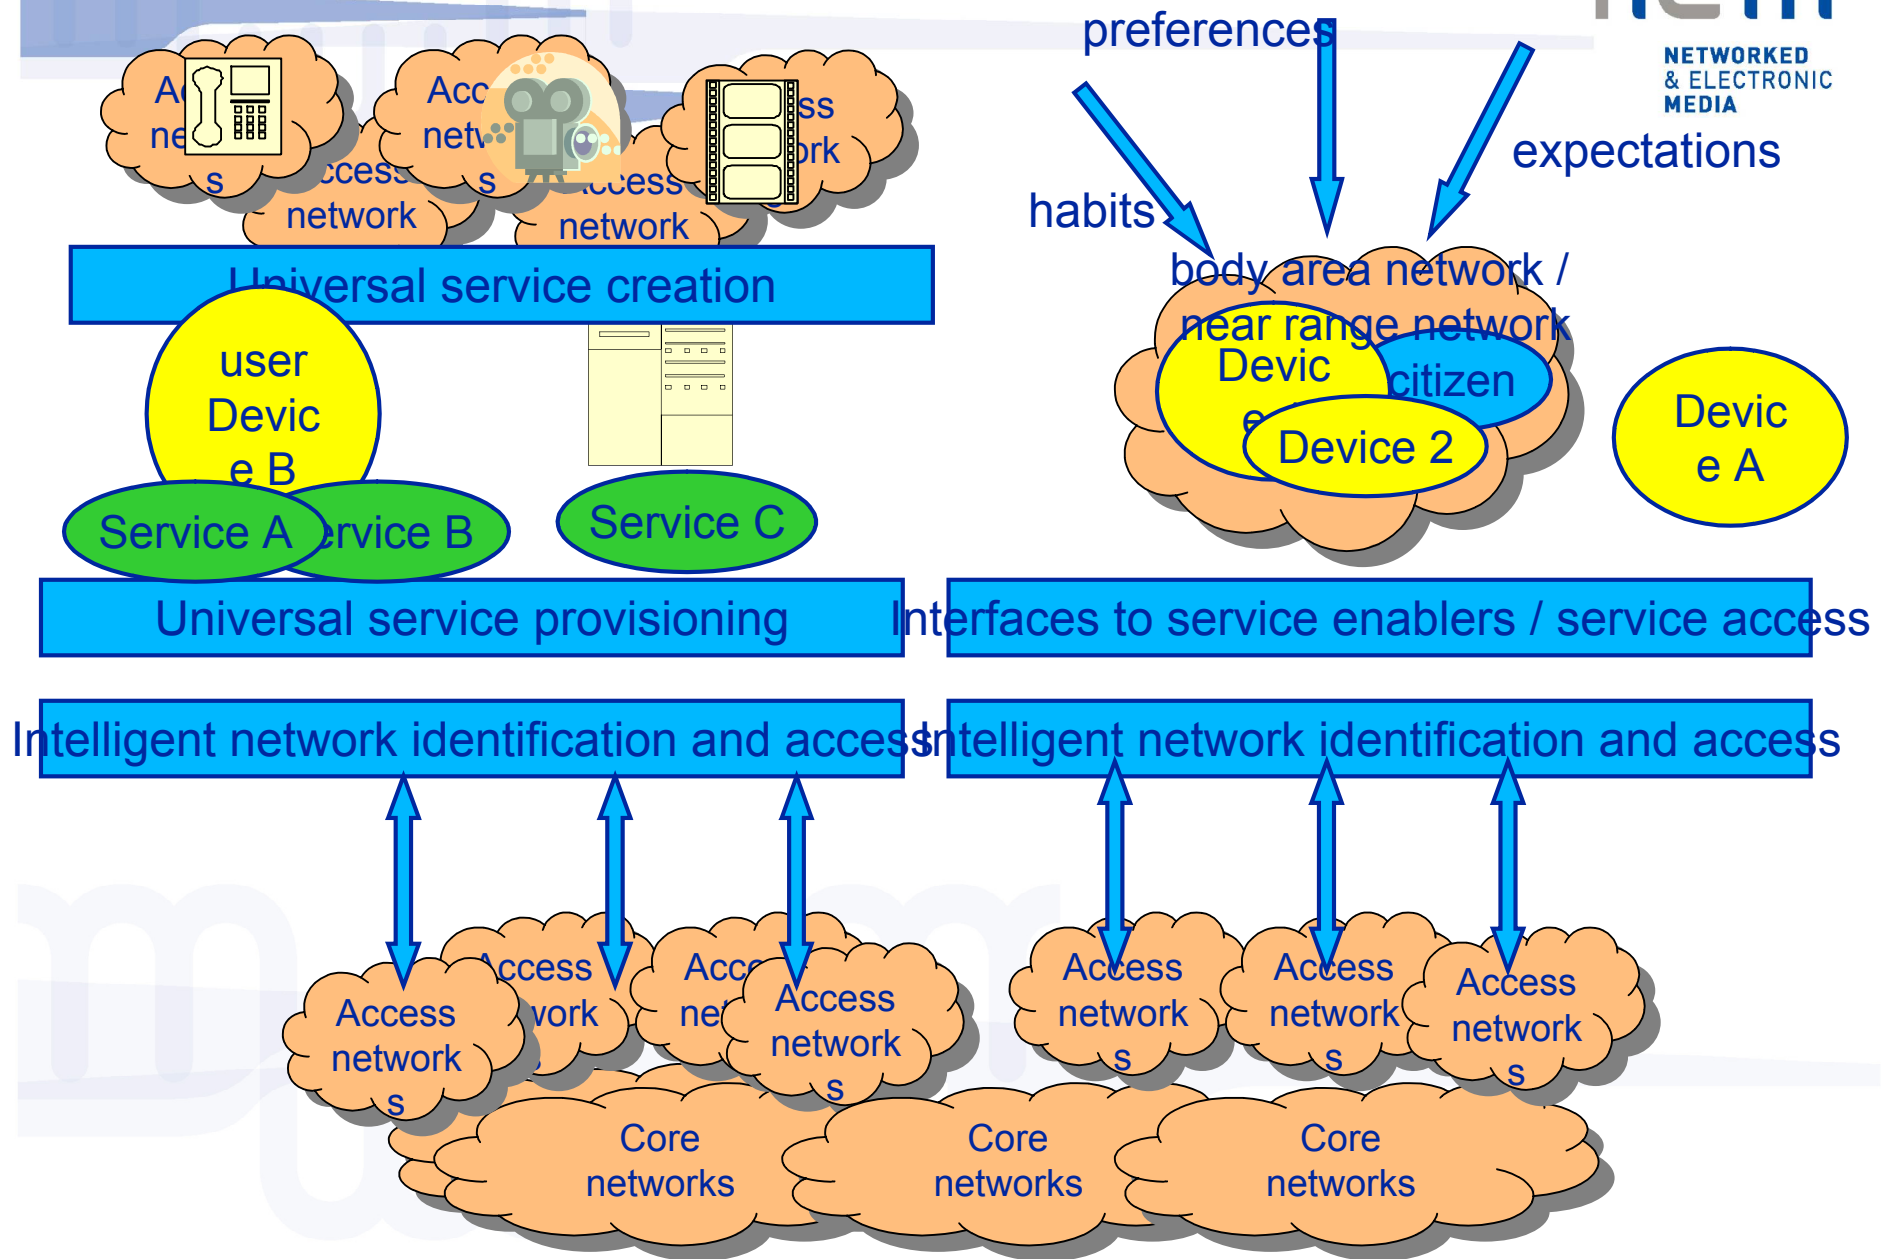 preferences
NETWORKED
& ELECTRONIC
MEDIA
expectations
habits
network
network
s
s
Universal service creation
body area network /
near range network
user
Devic
e B
Devic
citizen
Device 2
Devic
e A
Service A
Service C
Universal service provisioning
Interfaces to service enablers / service access
Intelligent network identification and access
Intelligent network identification and access
Access
network
s
Access
network
s
Access
network
s
Access
network
s
Access
network
s
Core
networks
Core
networks
Core
networks